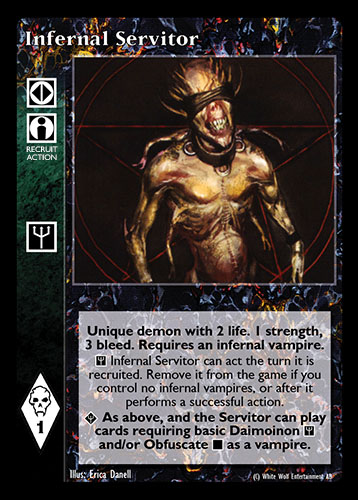 Infernal Servitor
RECRUIT
ACTION
1
Unique demon with 2 life. 1 strength,
3 bleed. Requires an infernal vampire.
Infernal Servitor can act the turn it is
recruited. Remove it from the game if you
control no infernal vampires, or after it
performs a successful action.
As above, and the Servitor can play
cards requiring basic Daimoinon
and/or Obfuscate as a vampire.
Illus: Erica Danell